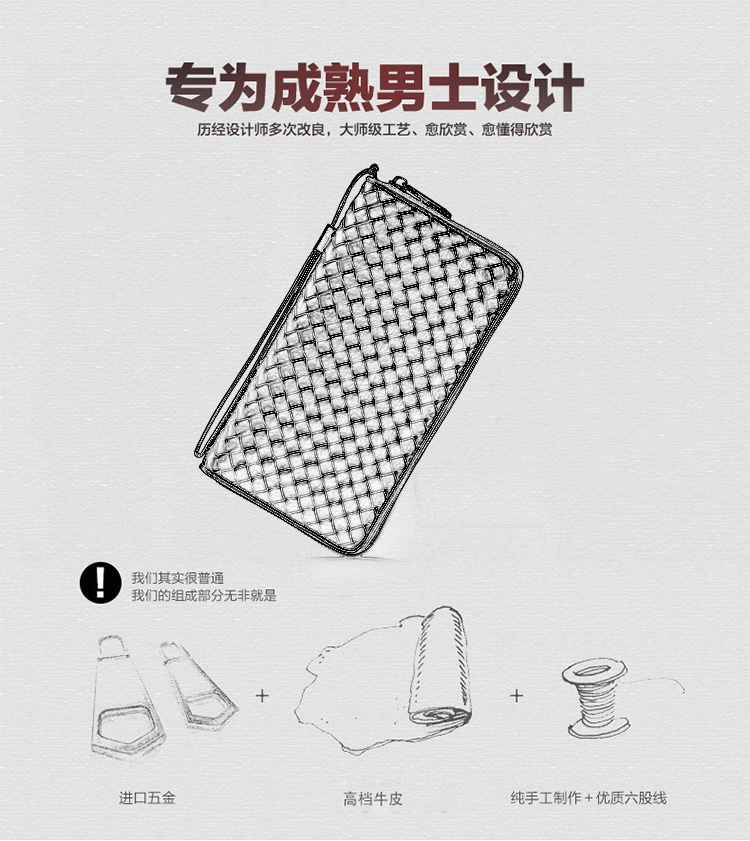 专为成熟男士设计
历经设计师多次改良，大师级工艺、愈欣赏、愈懂得欣赏
!
我们其实很普通
我们的组成部分无非就是
+ +
进口五金 高档牛皮 纯手工制作+优质六股线